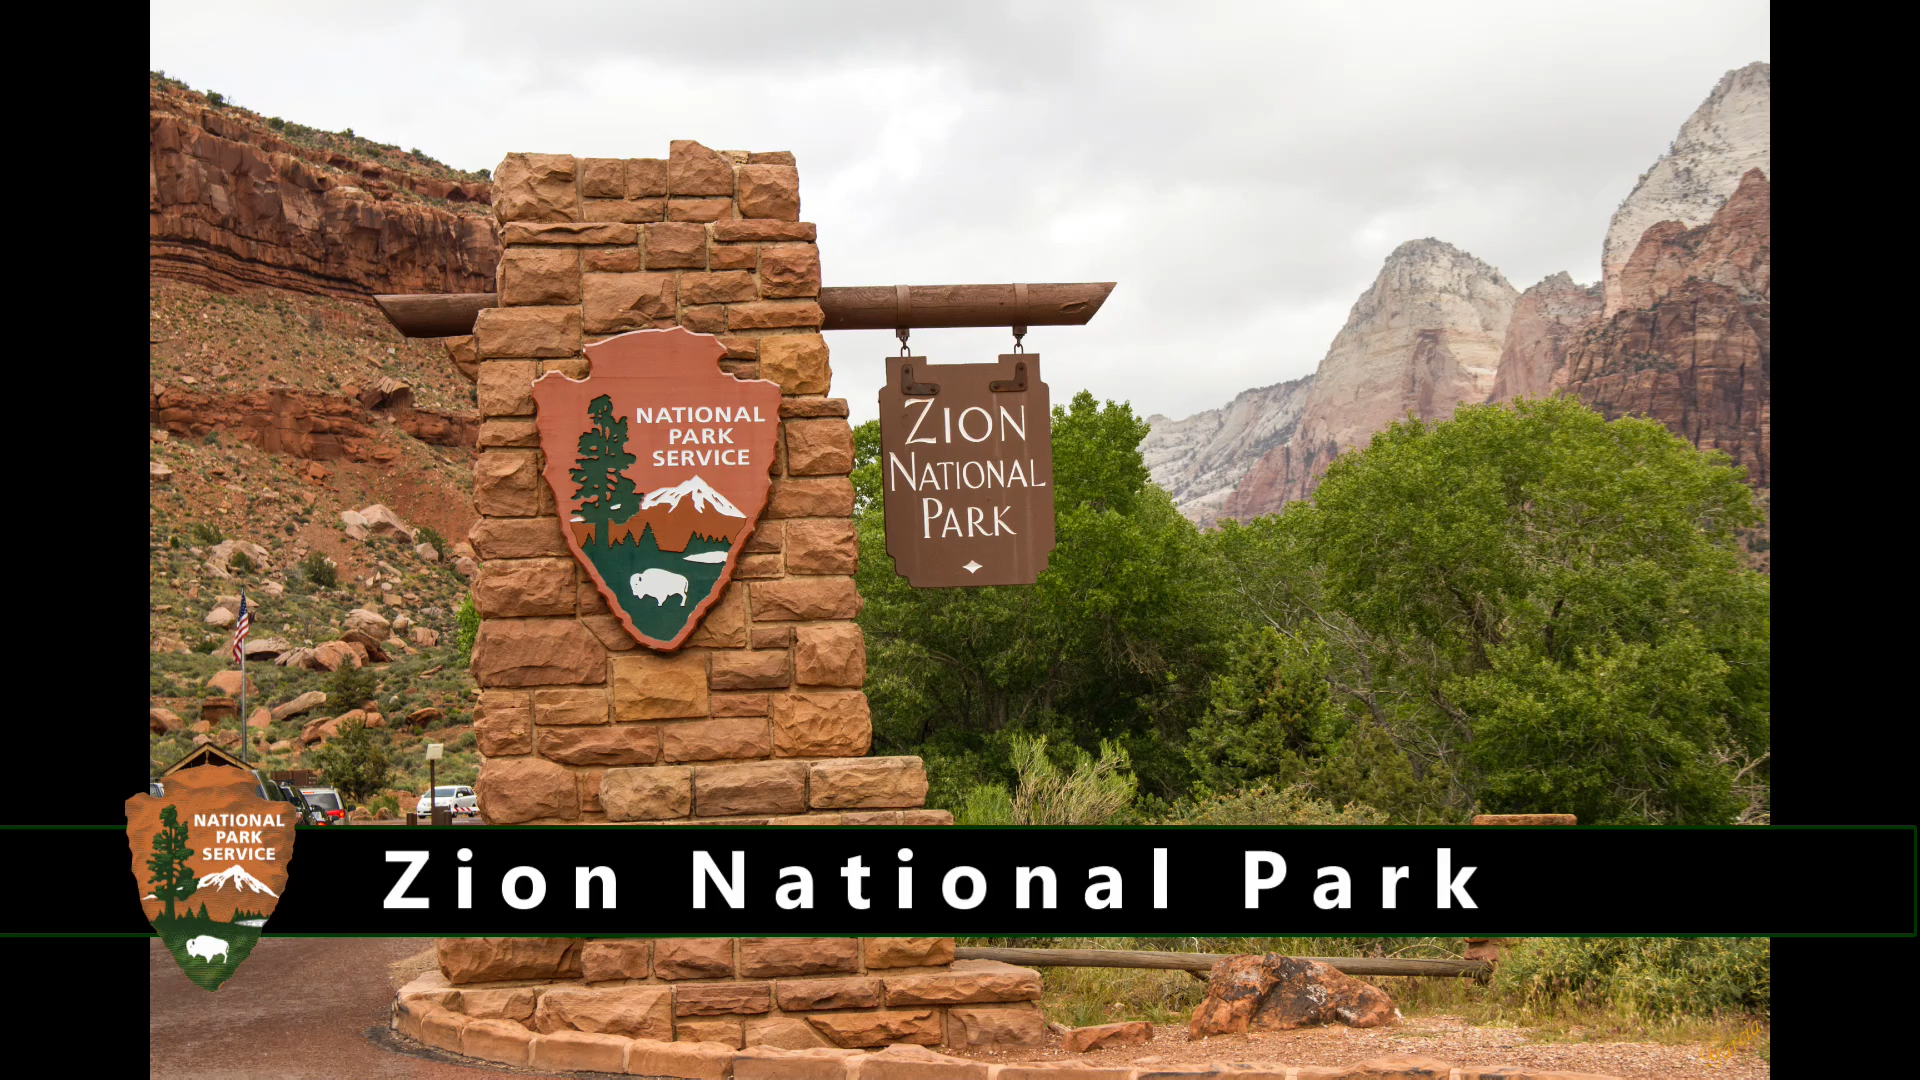 NATIONAL
PARK
SERVICE
ZION
NATIONAL
PARK
NATIONAL
PARK
SERVICE
Zion National Park